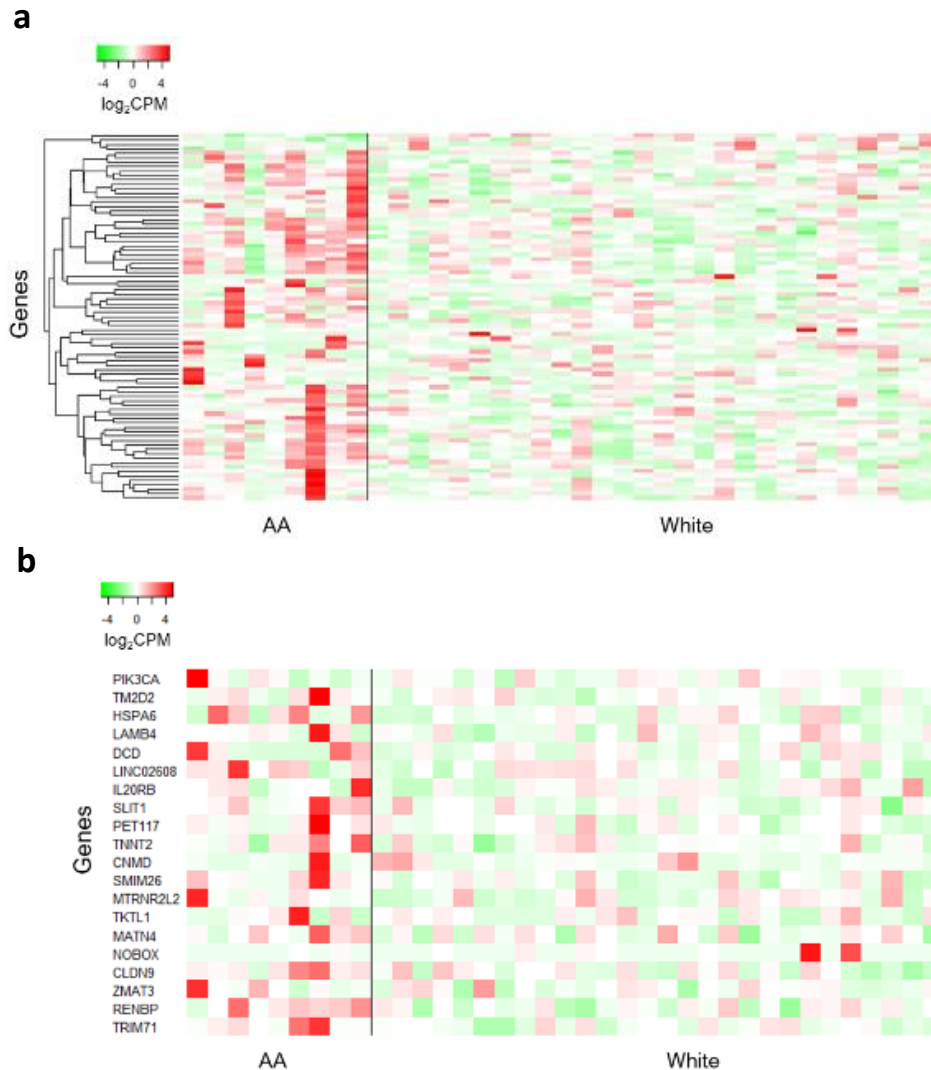 a
-4 0 4
log₂CPM
Genes
AA White
b
-4 0 4
log₂CPM
Genes
PIK3CA
TM2D2
HSPA6
LAMB4
DCD
LINC02608
IL20RB
SLIT1
PET117
TNNT2
CNMD
SMIM26
MTRNR2L2
TKTL1
MATN4
NOBOX
CLDN9
ZMAT3
RENBP
TRIM71
AA White